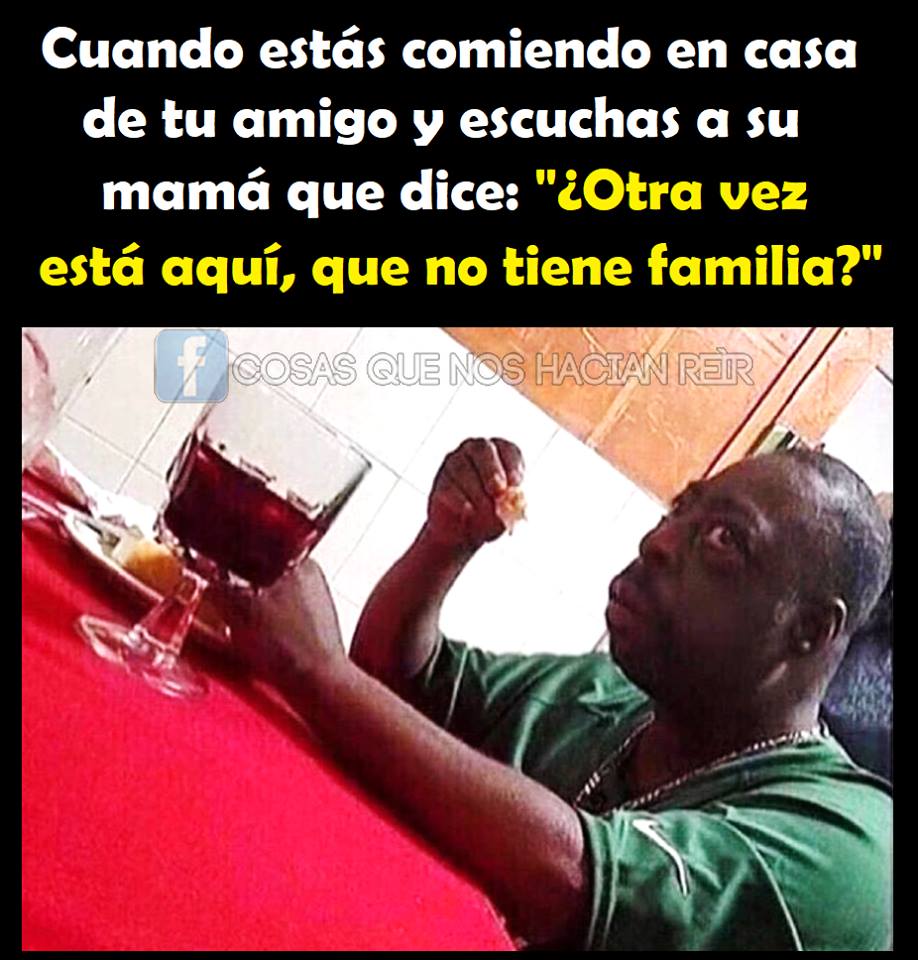 Cuando estás comiendo en casa
de tu amigo y escuchas a su
mamá que dice: "¿Otra vez
está aquí, que no tiene familia?"
f COSAS QUE NOS HACIAN REÌR